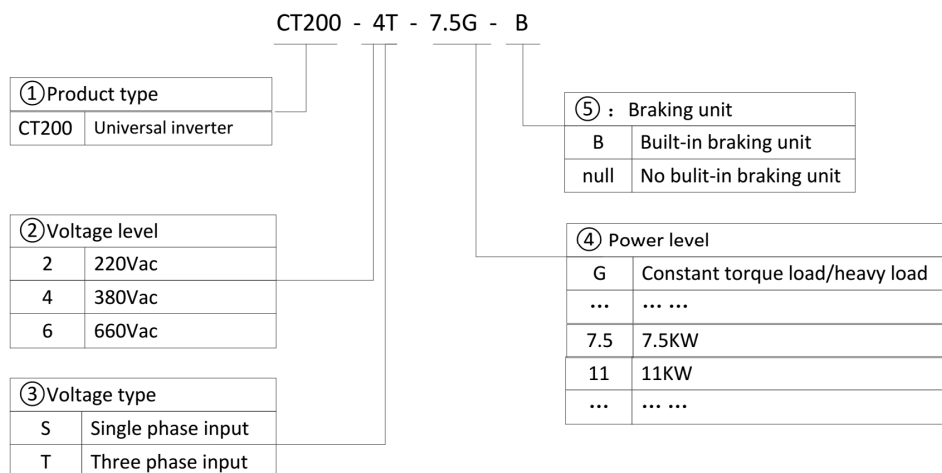 CT200 - 4T - 7.5G - B
①Product type
CT200 Universal inverter
②Voltage level
2 220Vac
4 380Vac
6 660Vac
③Voltage type
S Single phase input
T Three phase input
⑤ : Braking unit
B Built-in braking unit
null No bulit-in braking unit
④ Power level
G Constant torque load/heavy load
... ... ...
7.5 7.5KW
11 11KW
... ... ...